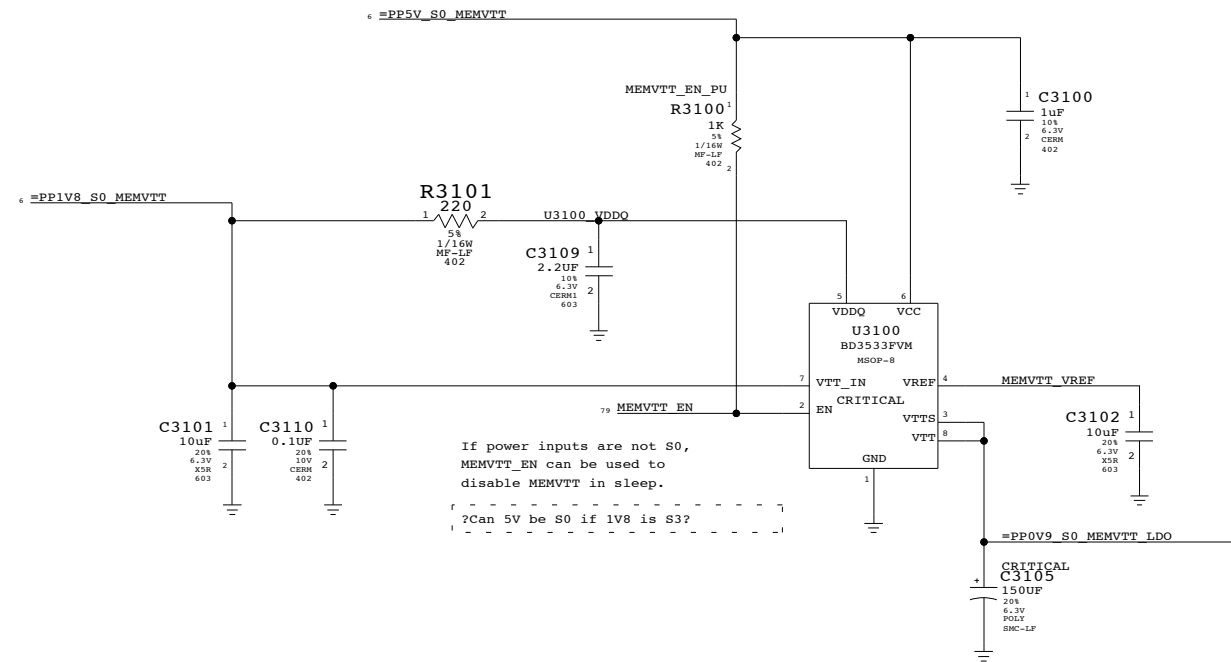 6 =PP5V_S0_MEMVTT
MEMVTT_EN_PU
R3100 1
1K
5%
1/16W
MF-LF
402
2
1 C3100
1uF
10%
6.3V
2 CERM
402
6 =PP1V8_S0_MEMVTT
R3101
1 220 2
5%
1/16W
MF-LF
402
U3100_VDDQ
C3109 1
2.2UF
10%
6.3V 2
CERM1
603
5 6
VDDQ VCC
U3100
BD3533FVM
MSOP-8
7 VTT_IN VREF 4 MEMVTT_VREF
CRITICAL
79 MEMVTT_EN 2 EN
VTTS 3
VTT 8
GND
1
C3101 1
10uF
20%
6.3V 2
X5R
603
C3110 1
0.1UF
20%
10V 2
CERM
402
C3102 1
10uF
20%
6.3V 2
X5R
603
If power inputs are not S0,
MEMVTT_EN can be used to
disable MEMVTT in sleep.
?Can 5V be S0 if 1V8 is S3?
=PP0V9_S0_MEMVTT_LDO
CRITICAL
+ C3105
150UF
20%
6.3V
POLY
SMC-LF